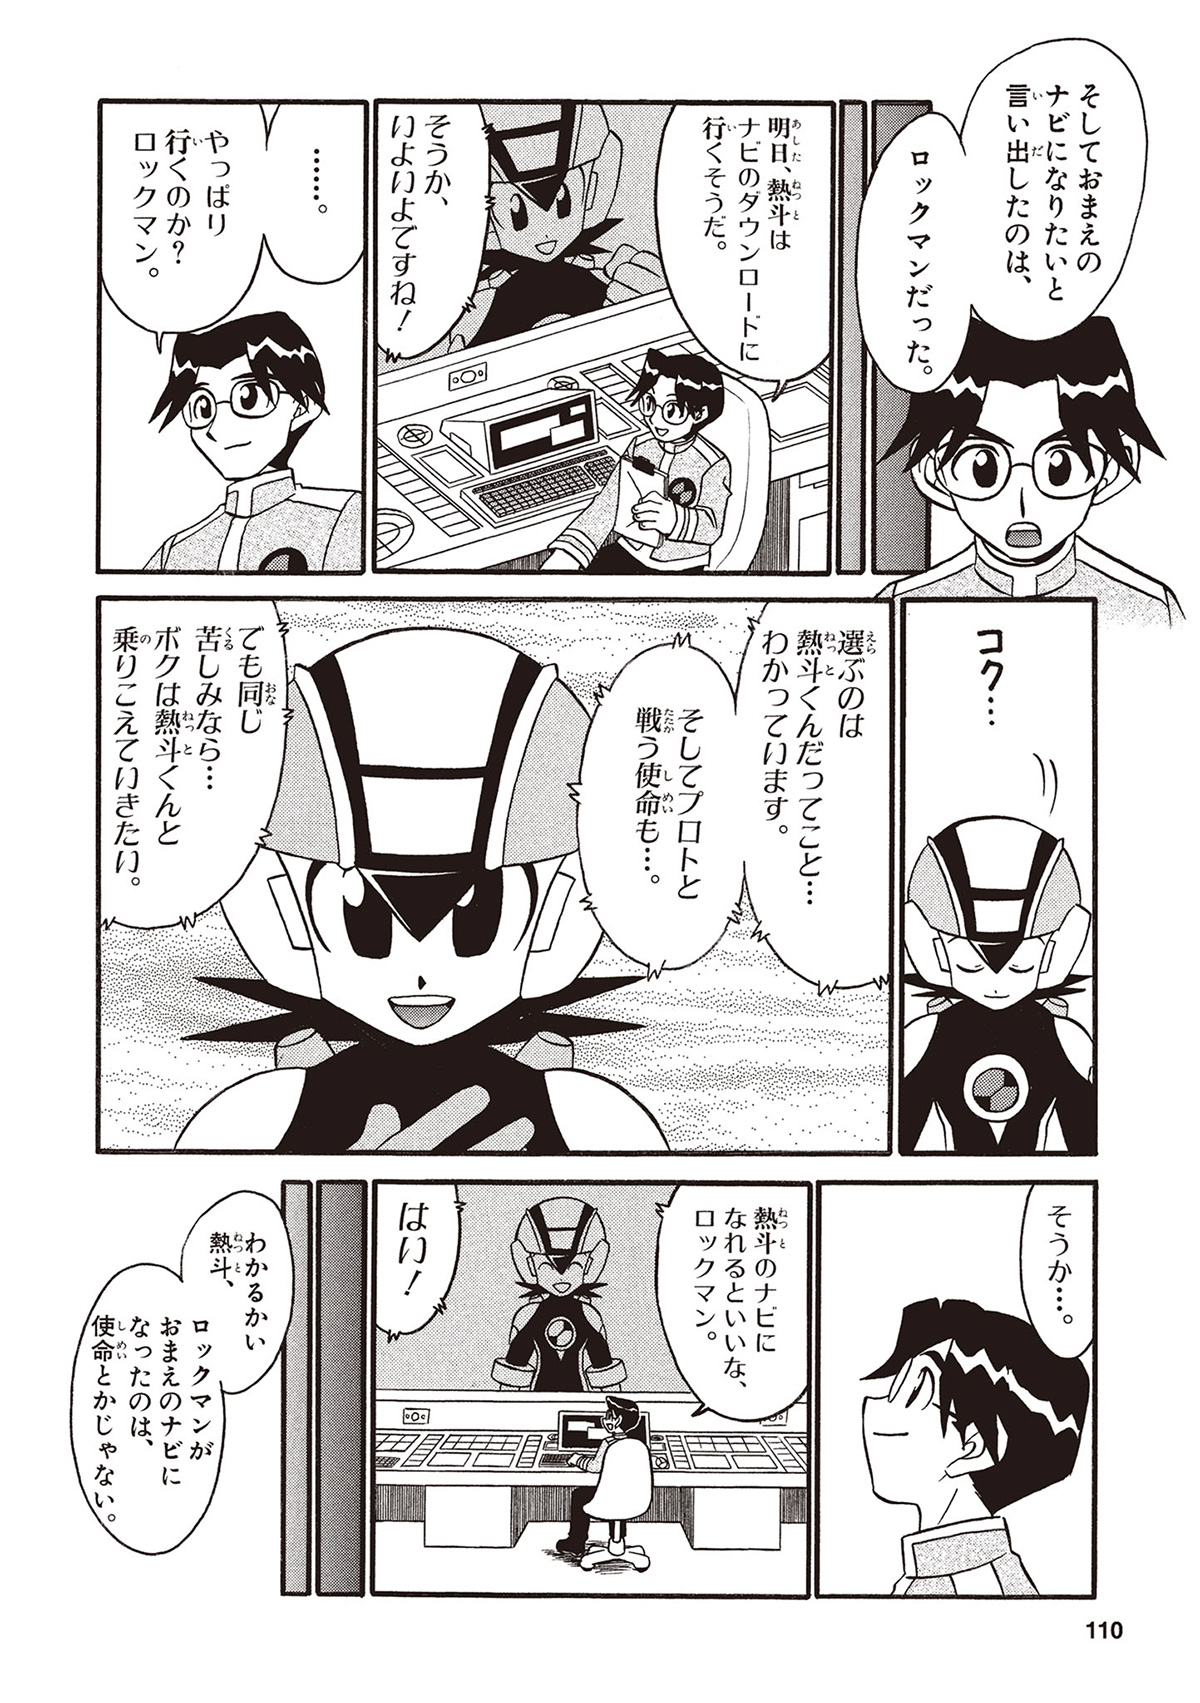 そしておまえの
ナビになりたいと
言い出したのは、
ロックマンだった。
明日、熱斗は
ナビのダウンロードに
行くそうだ。
そうか、
いよいよですね！
……。
やっぱり
行くのか？
ロックマン。
コク…
選ぶのは
熱斗くんだってこと…
わかっています。
そしてプロトと
戦う使命も…。
でも同じ
苦しみなら…
ボクは熱斗くんと
乗りこえていきたい。
そうか…。
熱斗のナビに
なれるといいな、
ロックマン。
はい！
わかるかい
熱斗、
ロックマンが
おまえのナビに
なったのは、
使命とかじゃない。
110